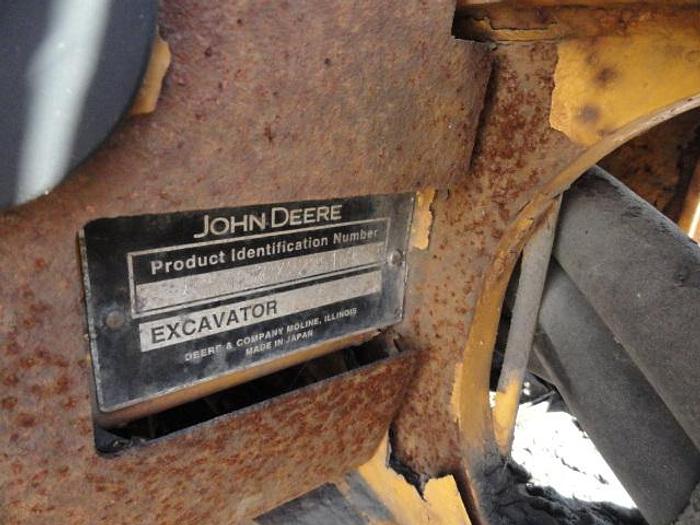 JOHN DEERE
Product Identification Number
EXCAVATOR
DEERE & COMPANY MOLINE, ILLINOIS
MADE IN JAPAN